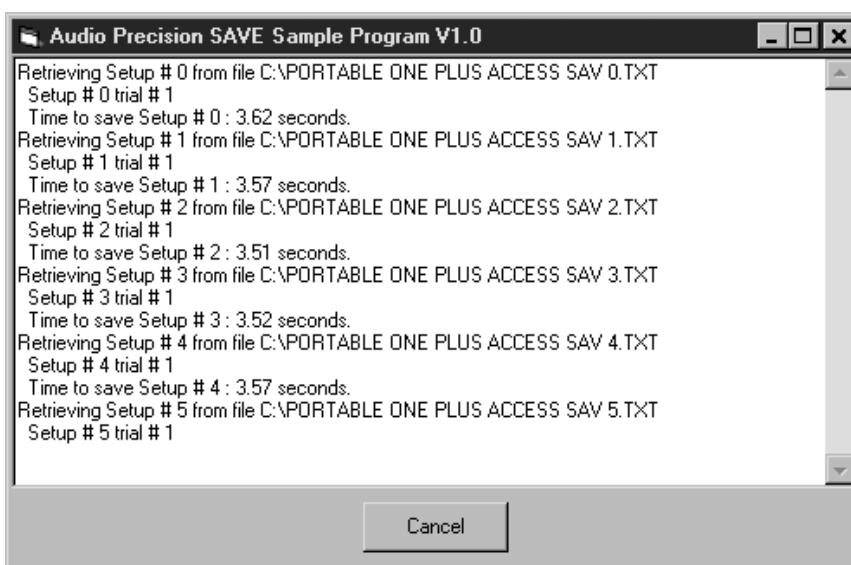 Audio Precision SAVE Sample Program V1.0
Retrieving Setup # 0 from file C:\PORTABLE ONE PLUS ACCESS SAV 0.TXT
Setup # 0 trial # 1
Time to save Setup # 0 : 3.62 seconds.
Retrieving Setup # 1 from file C:\PORTABLE ONE PLUS ACCESS SAV 1.TXT
Setup # 1 trial # 1
Time to save Setup # 1 : 3.57 seconds.
Retrieving Setup # 2 from file C:\PORTABLE ONE PLUS ACCESS SAV 2.TXT
Setup # 2 trial # 1
Time to save Setup # 2 : 3.51 seconds.
Retrieving Setup # 3 from file C:\PORTABLE ONE PLUS ACCESS SAV 3.TXT
Setup # 3 trial # 1
Time to save Setup # 3 : 3.52 seconds.
Retrieving Setup # 4 from file C:\PORTABLE ONE PLUS ACCESS SAV 4.TXT
Setup # 4 trial # 1
Time to save Setup # 4 : 3.57 seconds.
Retrieving Setup # 5 from file C:\PORTABLE ONE PLUS ACCESS SAV 5.TXT
Setup # 5 trial # 1
Cancel